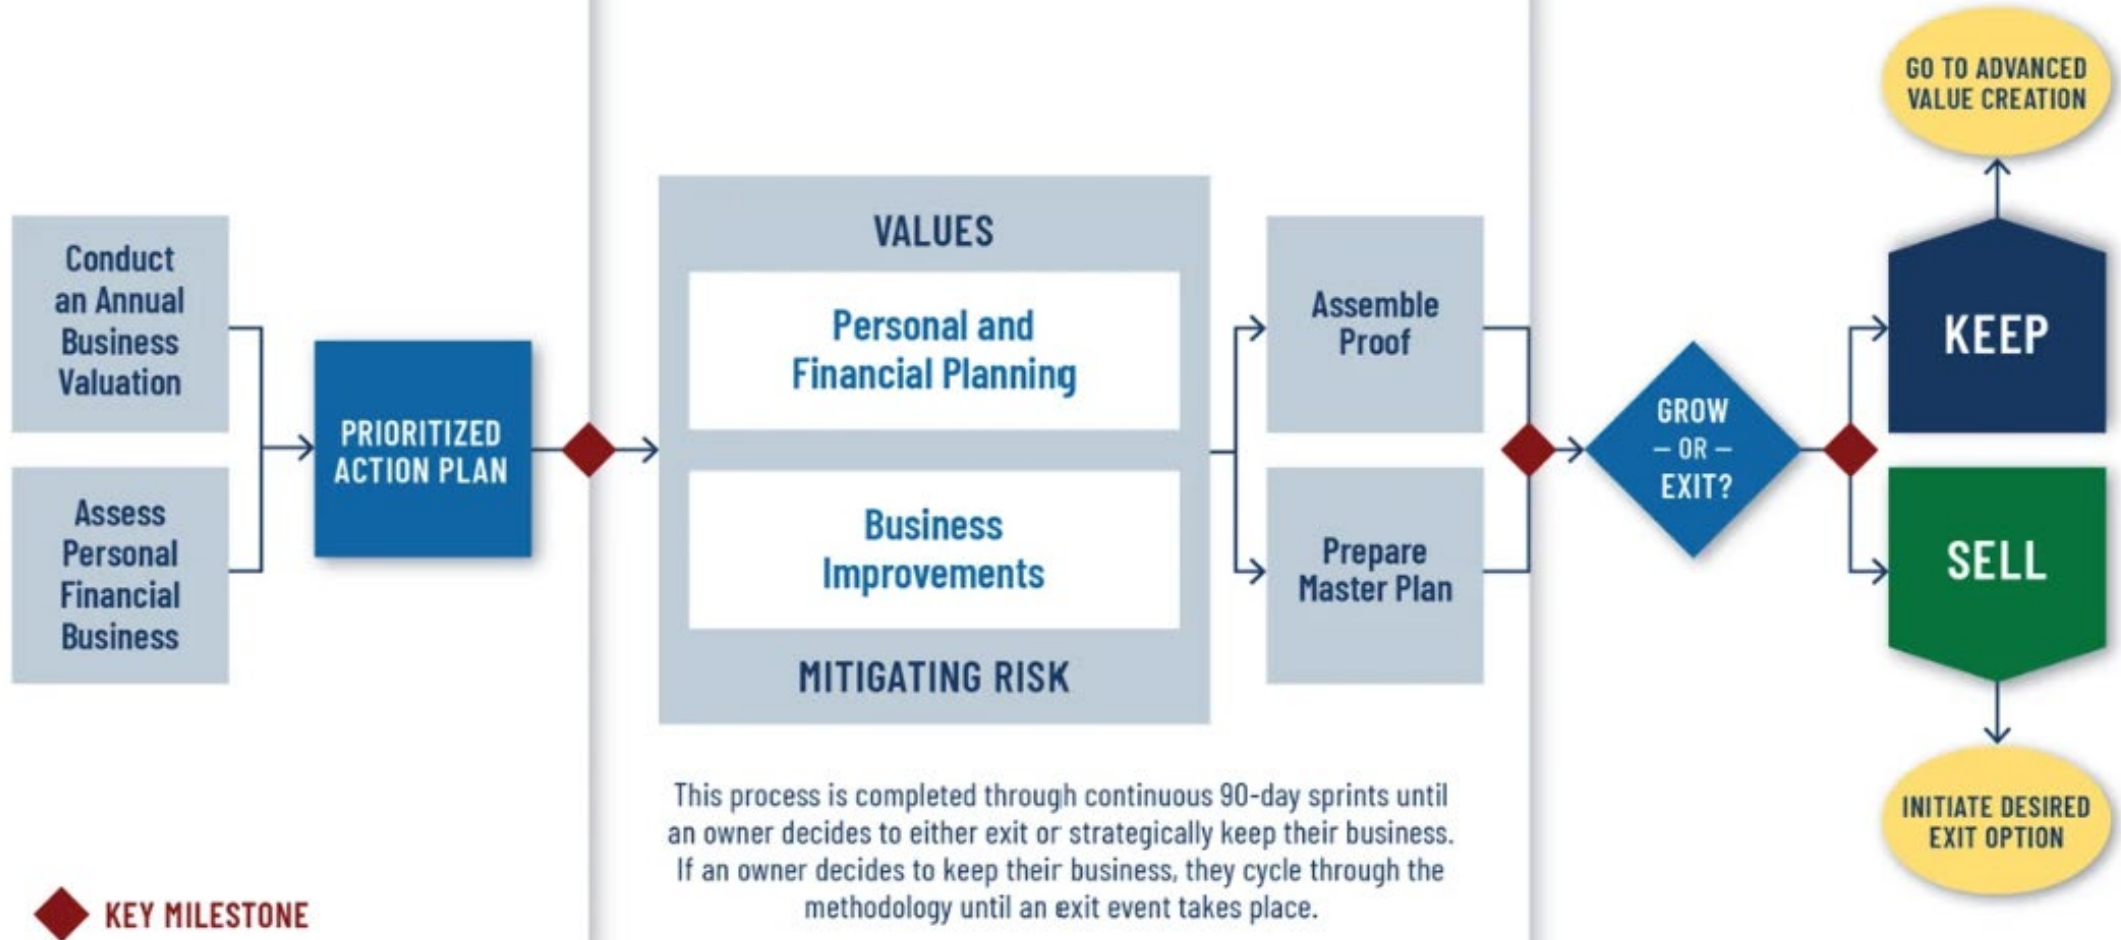 Conduct
an Annual
Business
Valuation
Assess
Personal
Financial
Business
PRIORITIZED
ACTION PLAN
VALUES
Personal and
Financial Planning
Business
Improvements
MITIGATING RISK
Assemble
Proof
Prepare
Master Plan
This process is completed through continuous 90-day sprints until
an owner decides to either exit or strategically keep their business.
If an owner decides to keep their business, they cycle through the
methodology until an exit event takes place.
GROW
– OR –
EXIT?
GO TO ADVANCED
VALUE CREATION
KEEP
SELL
INITIATE DESIRED
EXIT OPTION
KEY MILESTONE